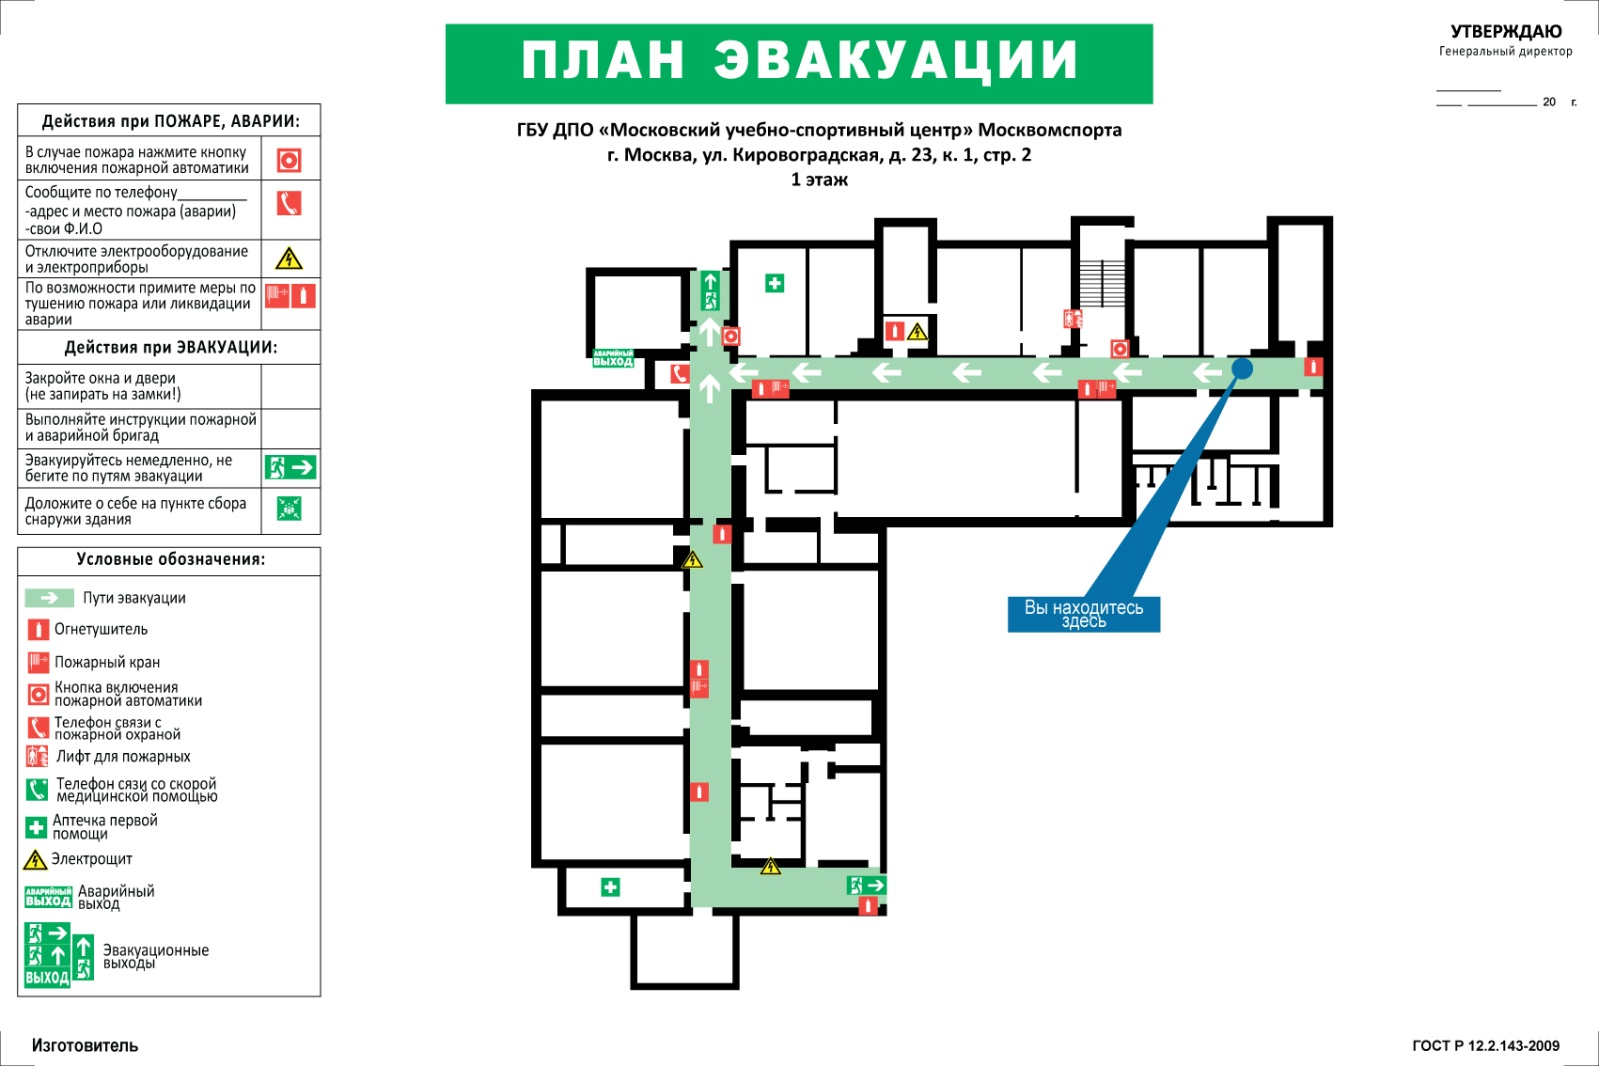 ПЛАН ЭВАКУАЦИИ
УТВЕРЖДАЮ
Генеральный директор
20 г.
ГБУ ДПО «Московский учебно-спортивный центр» Москвомспорта
г. Москва, ул. Кировоградская, д. 23, к. 1, стр. 2
1 этаж
Действия при ПОЖАРЕ, АВАРИИ:
В случае пожара нажмите кнопку
включения пожарной автоматики
Сообщите по телефону________
-адрес и место пожара (аварии)
-свои Ф.И.О
Отключите электрооборудование
и электроприборы
По возможности примите меры по
тушению пожара или ликвидации
аварии
Действия при ЭВАКУАЦИИ:
Закройте окна и двери
(не запирать на замки!)
Выполняйте инструкции пожарной
и аварийной бригад
Эвакуируйтесь немедленно, не
бегите по путям эвакуации
Доложите о себе на пункте сбора
снаружи здания
Условные обозначения:
Пути эвакуации
Огнетушитель
Пожарный кран
Кнопка включения
пожарной автоматики
Телефон связи с
пожарной охраной
Лифт для пожарных
Телефон сязи со скорой
медицинской помощью
Аптечка первой
помощи
Электрощит
АВАРИЙНЫЙ
ВЫХОД
Аварийный
выход
ВЫХОД
Эвакуационные
выходы
АВАРИЙНЫЙ
ВЫХОД
Вы находитесь
здесь
Изготовитель
ГОСТ Р 12.2.143-2009